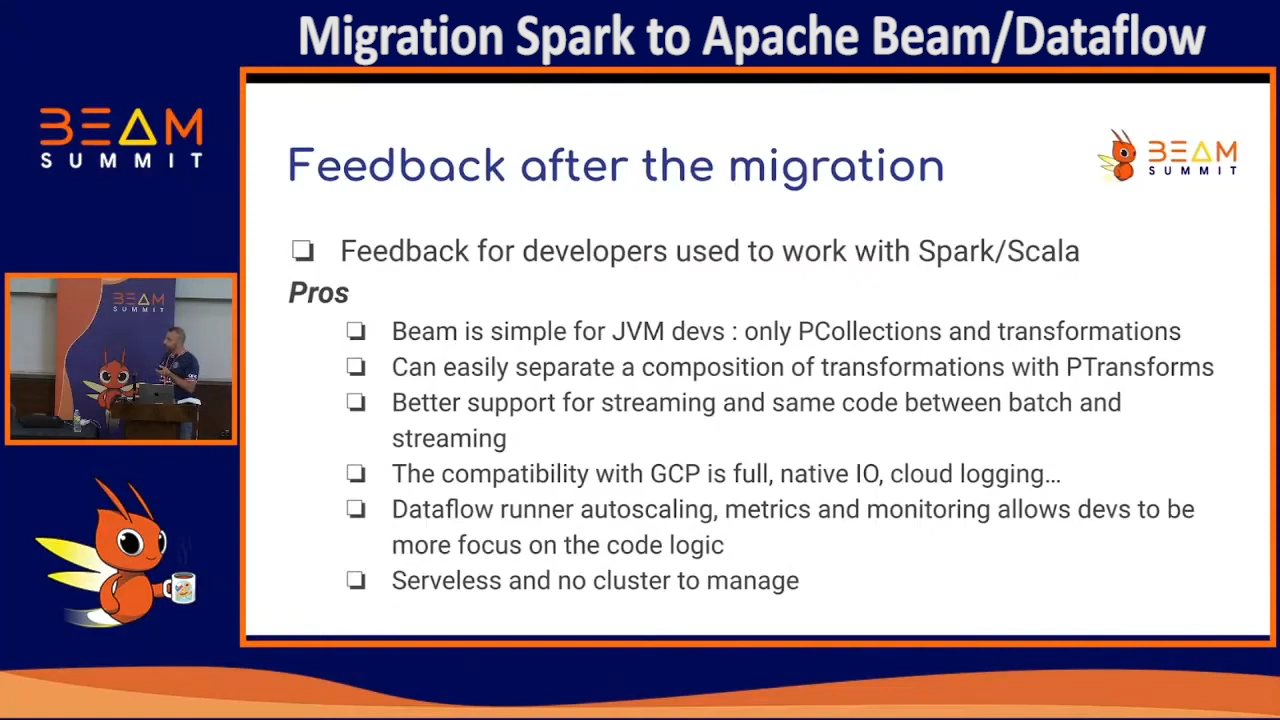 Migration Spark to Apache Beam/Dataflow
BEAM
SUMMIT
Feedback after the migration
BEAM
SUMMIT
❏ Feedback for developers used to work with Spark/Scala
Pros
❏ Beam is simple for JVM devs : only PCollections and transformations
❏ Can easily separate a composition of transformations with PTransforms
❏ Better support for streaming and same code between batch and
streaming
❏ The compatibility with GCP is full, native IO, cloud logging…
❏ Dataflow runner autoscaling, metrics and monitoring allows devs to be
more focus on the code logic
❏ Serveless and no cluster to manage
BEAM
SUMMIT